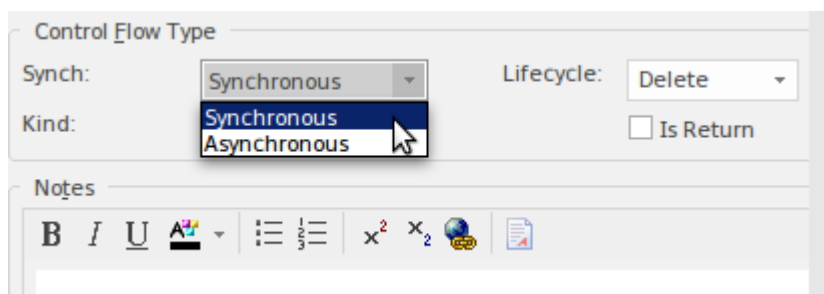 Control Flow Type
Synch: Synchronous Lifecycle: Delete
Synchronous
Kind: Is Return
Asynchronous
Notes
B I U A x² x₂